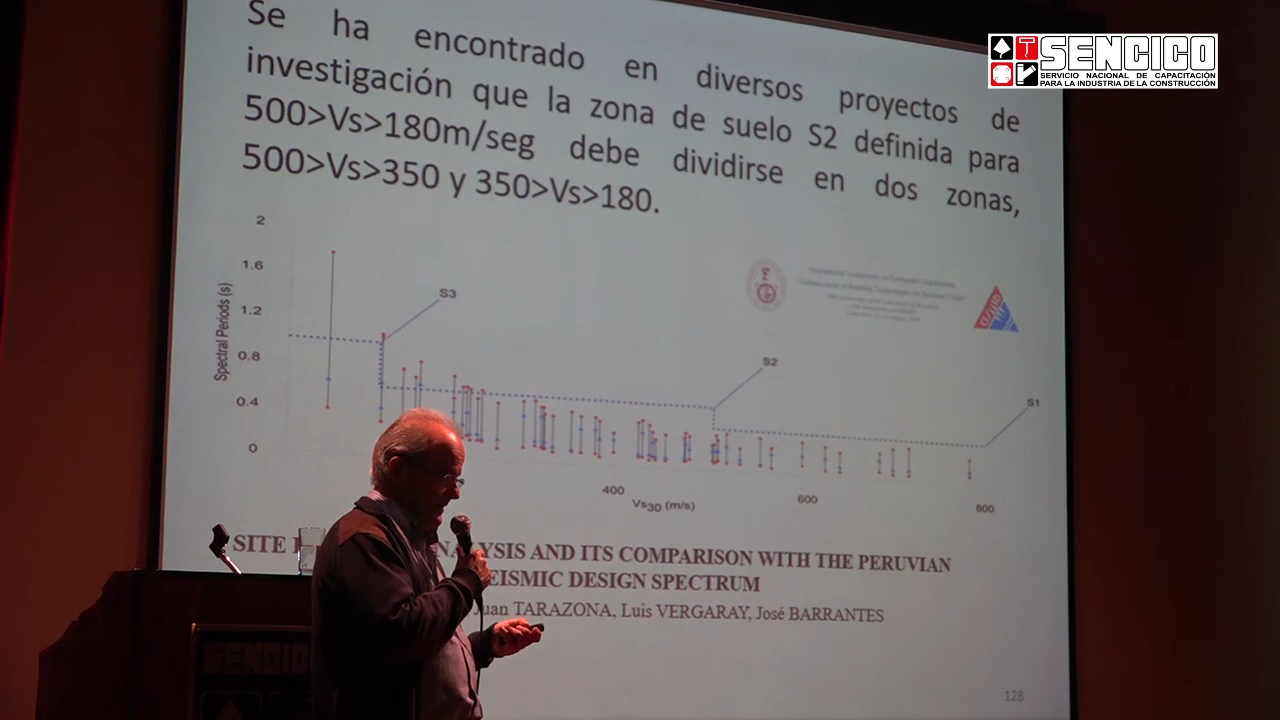 SENCICO
SERVICIO NACIONAL DE CAPACITACIÓN
PARA LA INDUSTRIA DE LA CONSTRUCCIÓN
Se ha encontrado en diversos proyectos de
investigación que la zona de suelo S2 definida para
500>Vs>180m/seg debe dividirse en dos zonas,
500>Vs>350 y 350>Vs>180.
2
1.6
1.2
0.8
0.4
0
Spectral Periods (s)
S3
S2
S1
400
600
800
Vs30 (m/s)
SITE ANALYSIS AND ITS COMPARISON WITH THE PERUVIAN
SEISMIC DESIGN SPECTRUM
Juan TARAZONA, Luis VERGARAY, José BARRANTES
SENCICO
128